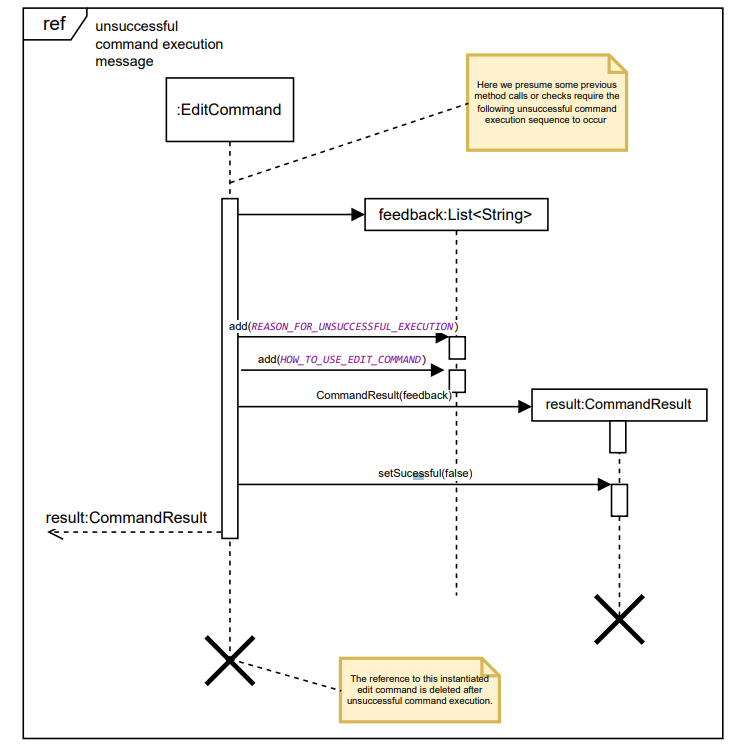 ref
unsuccessful
command execution
message
Here we presume some previous
method calls or checks require the
following unsuccessful command
execution sequence to occur
:EditCommand
feedback:List<String>
add(REASON_FOR_UNSUCCESSFUL_EXECUTION)
add(HOW_TO_USE_EDIT_COMMAND)
CommandResult(feedback)
result:CommandResult
setSucessful(false)
result:CommandResult
The reference to this instantiated
edit command is deleted after
unsuccessful command execution.